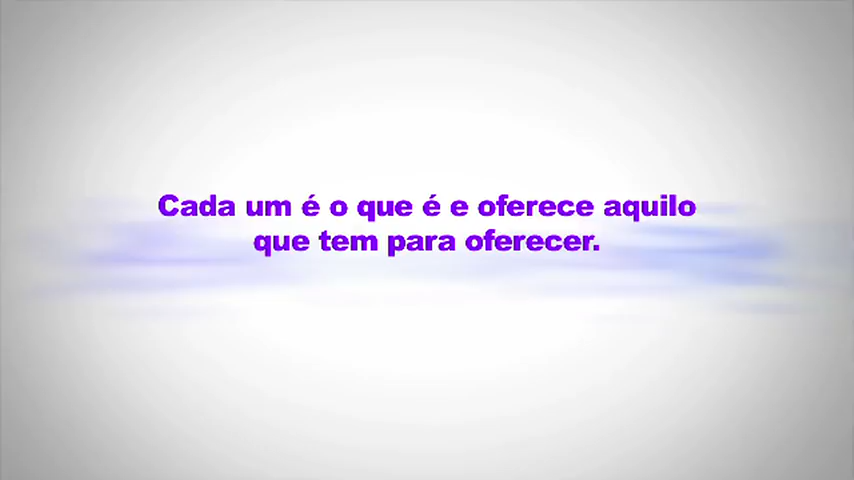 Cada um é o que é e oferece aquilo
que tem para oferecer.